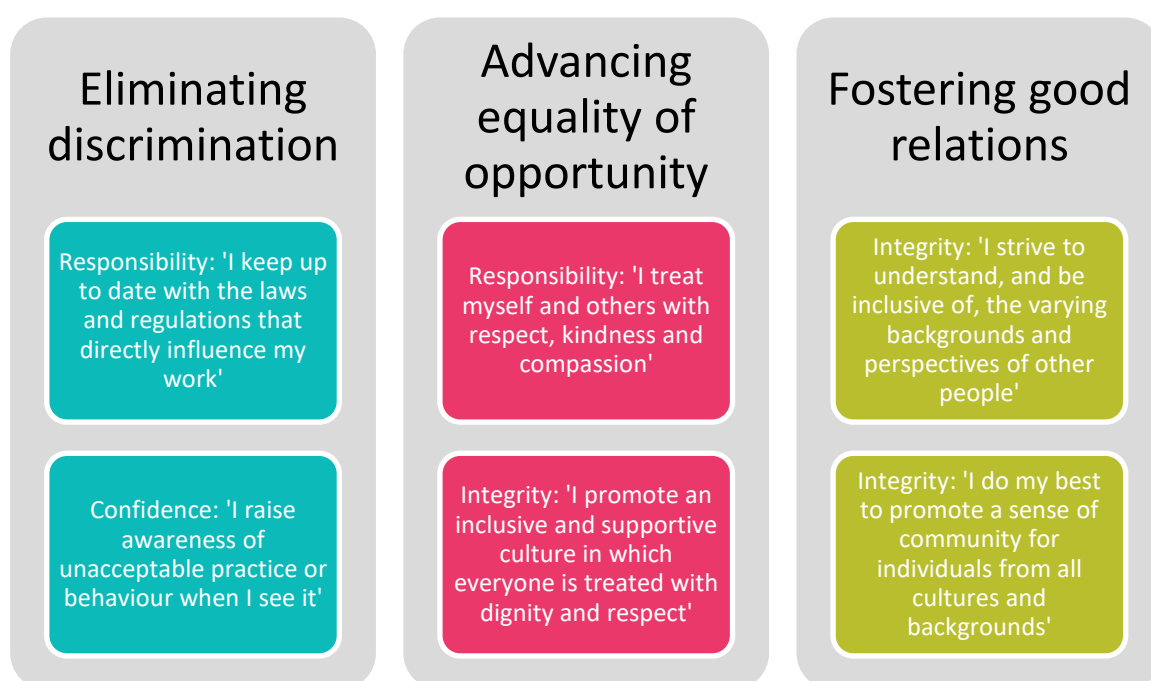 Eliminating
discrimination
Responsibility: 'I keep up
to date with the laws
and regulations that
directly influence my
work'
Confidence: 'I raise
awareness of
unacceptable practice or
behaviour when I see it'
Advancing
equality of
opportunity
Responsibility: 'I treat
myself and others with
respect, kindness and
compassion'
Integrity: 'I promote an
inclusive and supportive
culture in which
everyone is treated with
dignity and respect'
Fostering good
relations
Integrity: 'I strive to
understand, and be
inclusive of, the varying
backgrounds and
perspectives of other
people'
Integrity: 'I do my best
to promote a sense of
community for
individuals from all
cultures and
backgrounds'